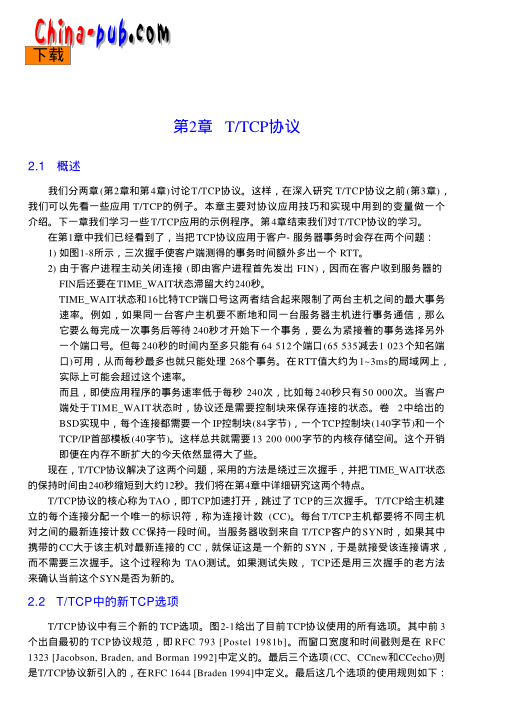 China-pub.com
下载
第2章 T/TCP协议
2.1 概述
我们分两章(第2章和第4章)讨论T/TCP协议。这样，在深入研究 T/TCP协议之前(第3章)，
我们可以先看一些应用 T/TCP的例子。本章主要对协议应用技巧和实现中用到的变量做一个
介绍。下一章我们学习一些T/TCP应用的示例程序。第4章结束我们对T/TCP协议的学习。
在第1章中我们已经看到了，当把TCP协议应用于客户- 服务器事务时会存在两个问题：
1) 如图1-8所示，三次握手使客户端测得的事务时间额外多出一个 RTT。
2) 由于客户进程主动关闭连接 (即由客户进程首先发出 FIN)，因而在客户收到服务器的
FIN后还要在TIME_WAIT状态滞留大约240秒。
TIME_WAIT状态和16比特TCP端口号这两者结合起来限制了两台主机之间的最大事务
速率。例如，如果同一台客户主机要不断地和同一台服务器主机进行事务通信，那么
它要么每完成一次事务后等待 240秒才开始下一个事务，要么为紧接着的事务选择另外
一个端口号。但每 240秒的时间内至多只能有 64 512个端口(65 535减去1 023个知名端
口)可用，从而每秒最多也就只能处理 268个事务。在RTT值大约为 1~3ms的局域网上，
实际上可能会超过这个速率。
而且，即使应用程序的事务速率低于每秒 240次，比如每 240秒只有50 000次。当客户
端处于 TIME_WAIT状态时，协议还是需要控制块来保存连接的状态。卷 2中给出的
BSD实现中，每个连接都需要一个 IP控制块(84字节)，一个TCP控制块(140字节)和一个
TCP/IP首部模板(40字节)。这样总共就需要 13 200 000字节的内核存储空间。这个开销
即便在内存不断扩大的今天依然显得大了些。
现在，T/TCP协议解决了这两个问题，采用的方法是绕过三次握手，并把TIME_WAIT状态
的保持时间由240秒缩短到大约12秒。我们将在第4章中详细研究这两个特点。
T/TCP协议的核心称为TAO，即TCP加速打开，跳过了TCP的三次握手。 T/TCP给主机建
立的每个连接分配一个唯一的标识符，称为连接计数 (CC)。每台T/TCP主机都要将不同主机
对之间的最新连接计数 CC保持一段时间。当服务器收到来自 T/TCP客户的SYN时，如果其中
携带的CC大于该主机对最新连接的 CC，就保证这是一个新的 SYN，于是就接受该连接请求，
而不需要三次握手。这个过程称为 TAO测试。如果测试失败， TCP还是用三次握手的老方法
来确认当前这个SYN是否为新的。
2.2 T/TCP中的新TCP选项
T/TCP协议中有三个新的TCP选项。图2-1给出了目前TCP协议使用的所有选项。其中前 3
个出自最初的TCP协议规范，即RFC 793 [Postel 1981b]。而窗口宽度和时间戳则是在 RFC
1323 [Jacobson, Braden, and Borman 1992]中定义的。最后三个选项(CC、CCnew和CCecho)则
是T/TCP协议新引入的，在RFC 1644 [Braden 1994]中定义。最后这几个选项的使用规则如下：